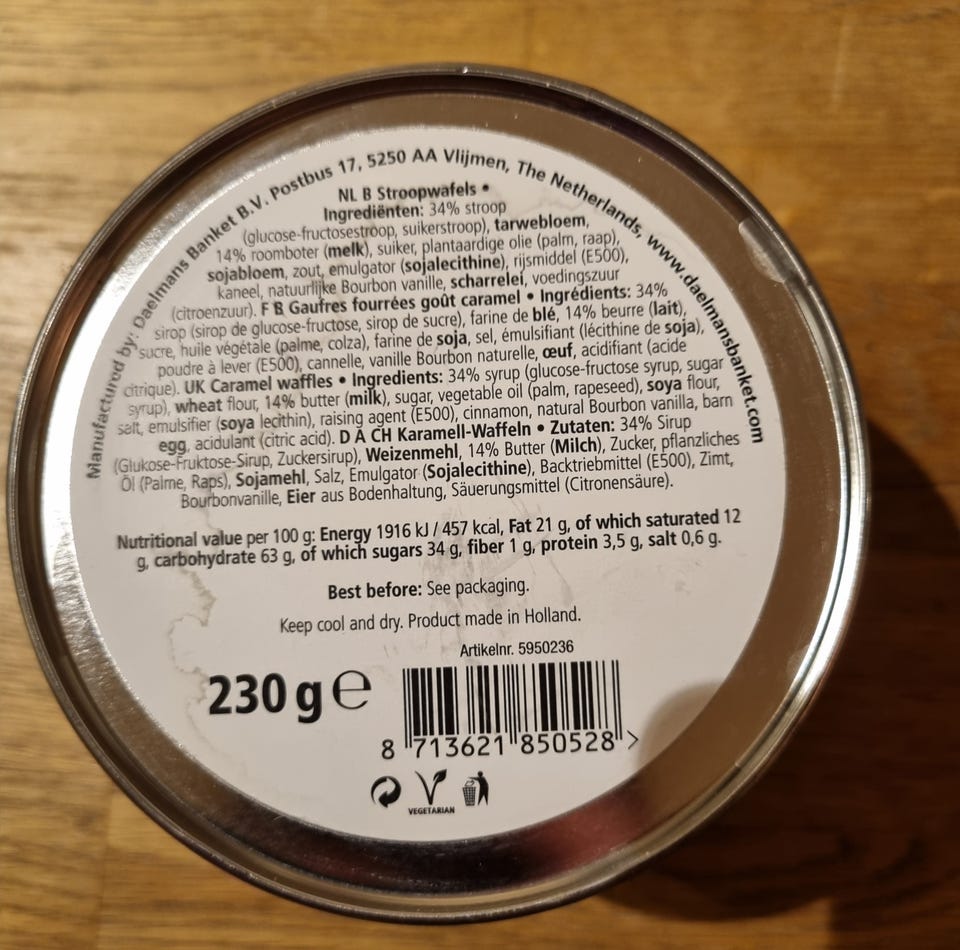 Manufactured by: Daelmans Banket B.V. Postbus 17, 5250 AA Vlijmen, The Netherlands, www.daelmansbanket.com
NL B Stroopwafels •
Ingrediënten: 34% stroop
(glucose-fructosestroop, suikerstroop), tarwebloem,
14% roomboter (melk), suiker, plantaardige olie (palm, raap),
sojabloem, zout, emulgator (sojalecithine), rijsmiddel (E500),
kaneel, natuurlijke Bourbon vanille, scharrelei, voedingszuur
(citroenzuur). F B Gaufres fourrées goût caramel • Ingrédients: 34%
sirop (sirop de glucose-fructose, sirop de sucre), farine de blé, 14% beurre (lait),
sucre, huile végétale (palme, colza), farine de soja, sel, émulsifiant (lécithine de soja),
poudre à lever (E500), cannelle, vanille Bourbon naturelle, œuf, acidifiant (acide
citrique). UK Caramel waffles • Ingredients: 34% syrup (glucose-fructose syrup, sugar
syrup), wheat flour, 14% butter (milk), sugar, vegetable oil (palm, rapeseed), soya flour,
salt, emulsifier (soya lecithin), raising agent (E500), cinnamon, natural Bourbon vanilla, barn
egg, acidulant (citric acid). D A CH Karamell-Waffeln • Zutaten: 34% Sirup
(Glukose-Fruktose-Sirup, Zuckersirup), Weizenmehl, 14% Butter (Milch), Zucker, pflanzliches
Öl (Palme, Raps), Sojamehl, Salz, Emulgator (Sojalecithine), Backtriebmittel (E500), Zimt,
Bourbonvanille, Eier aus Bodenhaltung, Säuerungsmittel (Citronensäure).
Nutritional value per 100 g: Energy 1916 kJ / 457 kcal, Fat 21 g, of which saturated 12
g, carbohydrate 63 g, of which sugars 34 g, fiber 1 g, protein 3,5 g, salt 0,6 g.
Best before: See packaging.
Keep cool and dry. Product made in Holland.
Artikelnr. 5950236
230 g e
8 713621 850528 >
VEGETARIAN